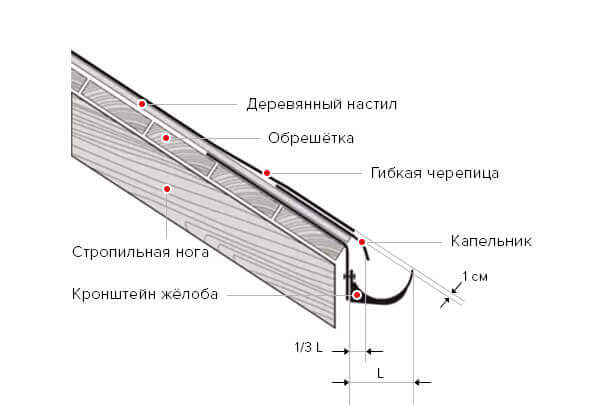 Деревянный настил
Обрешётка
Гибкая черепица
Капельник
Стропильная нога
1 см
Кронштейн жёлоба
1/3 L
L